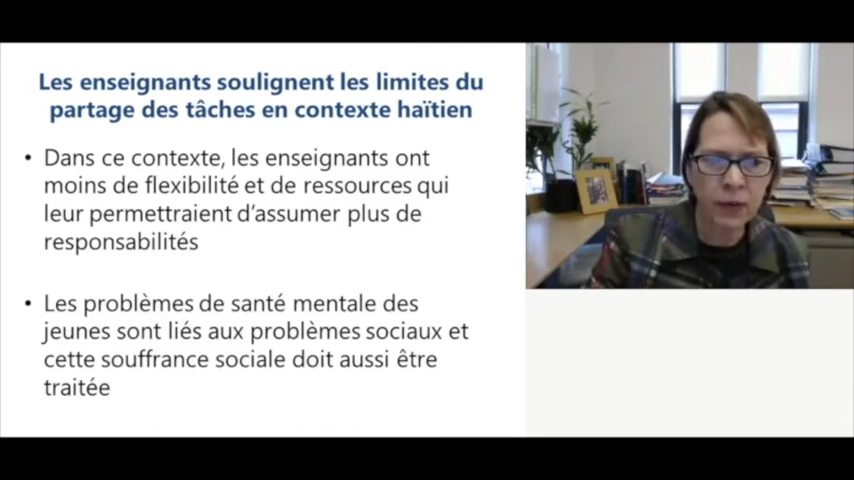 Les enseignants soulignent les limites du
partage des tâches en contexte haïtien
• Dans ce contexte, les enseignants ont
moins de flexibilité et de ressources qui
leur permettraient d'assumer plus de
responsabilités
• Les problèmes de santé mentale des
jeunes sont liés aux problèmes sociaux et
cette souffrance sociale doit aussi être
traitée